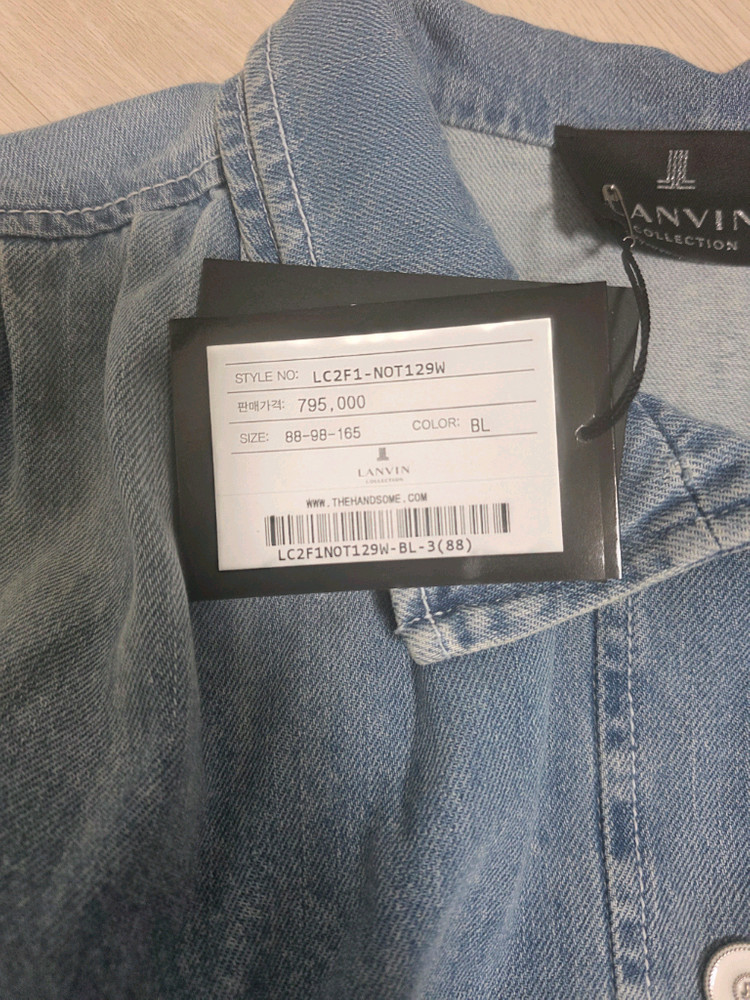 LANVIN
COLLECTION
STYLE NO: LC2F1-NOT129W
판매가격: 795,000
SIZE: 88-98-165 COLOR: BL
LANVIN
COLLECTION
WWW.THEHANDSOME.COM
LC2F1NOT129W-BL-3(88)